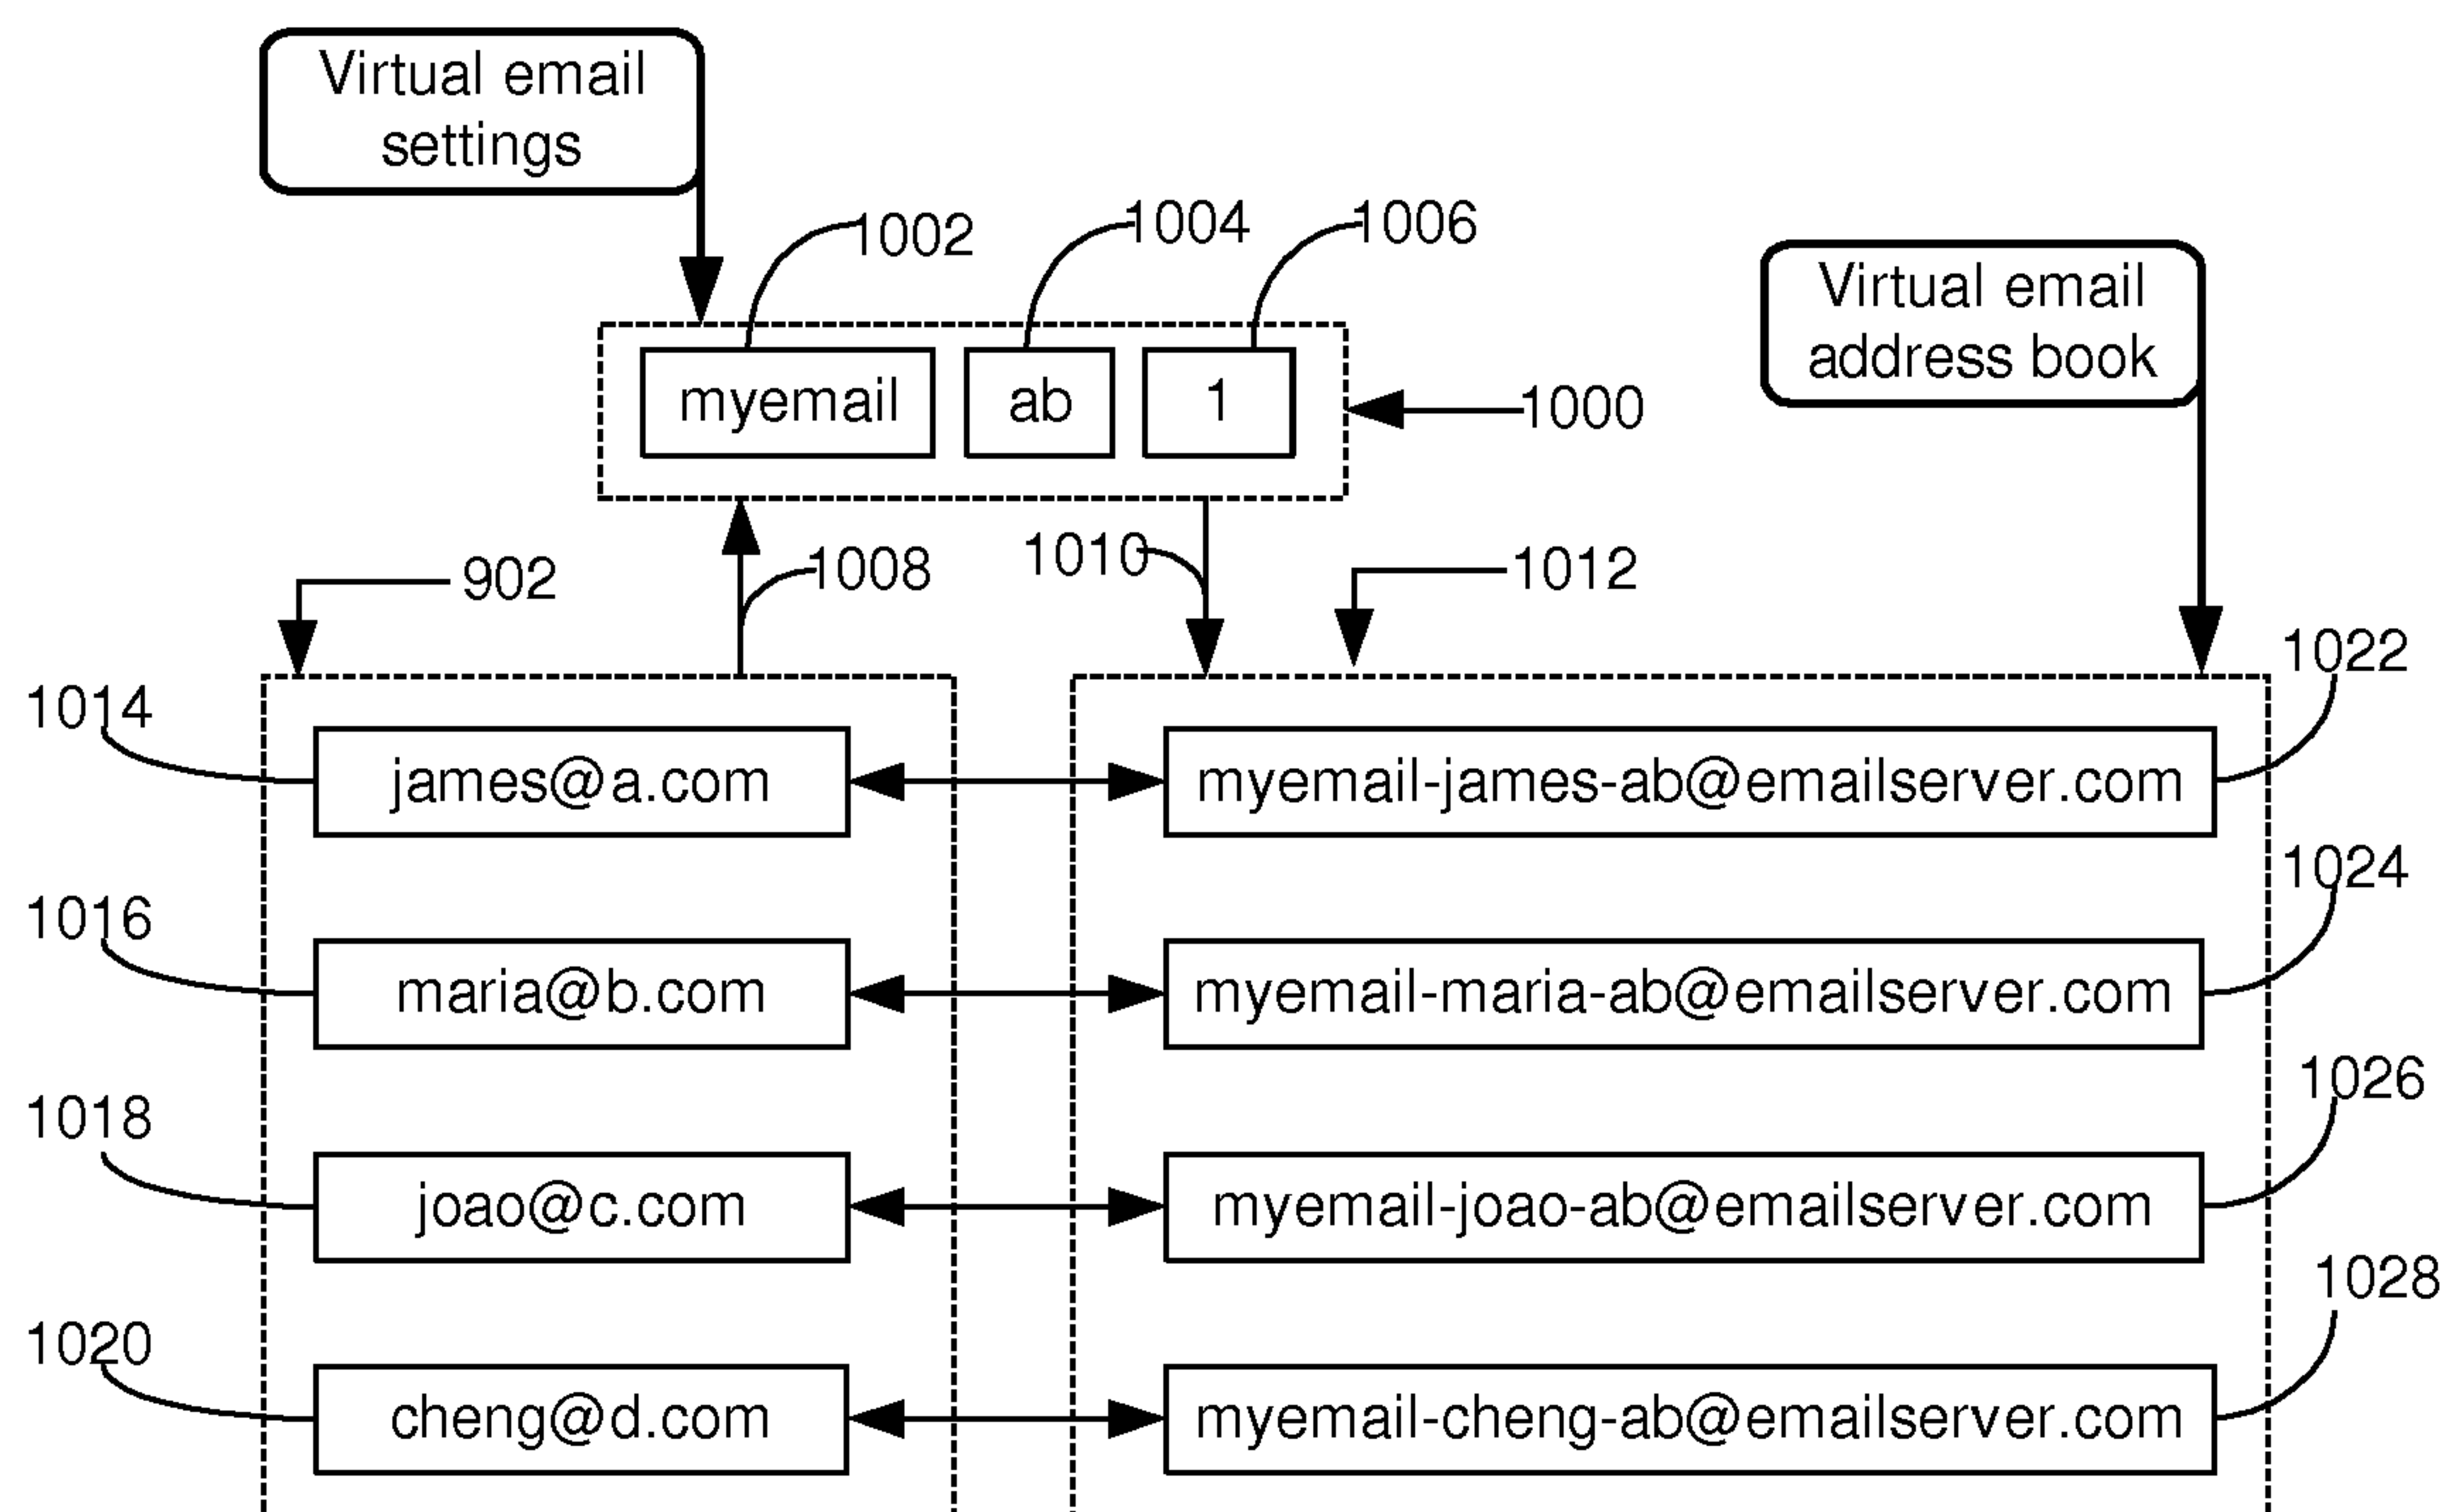 Virtual email
settings
1002
1004
1006
Virtual email
address book
myemail
ab
1
1000
902
1008
1010
1012
1022
1014
james@a.com
myemail-james-ab@emailserver.com
1024
1016
maria@b.com
myemail-maria-ab@emailserver.com
1026
1018
joao@c.com
myemail-joao-ab@emailserver.com
1028
1020
cheng@d.com
myemail-cheng-ab@emailserver.com